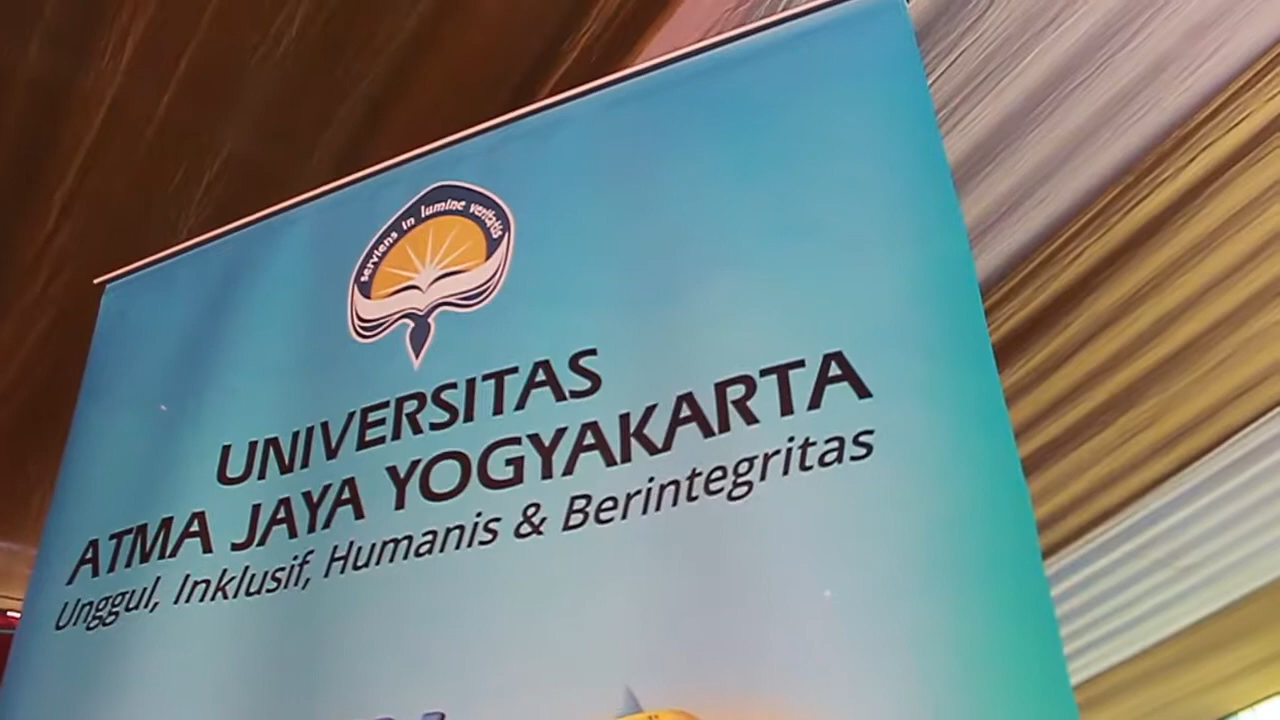 serviens in lumine veritatis
UNIVERSITAS
ATMA JAYA YOGYAKARTA
Unggul, Inklusif, Humanis & Berintegritas